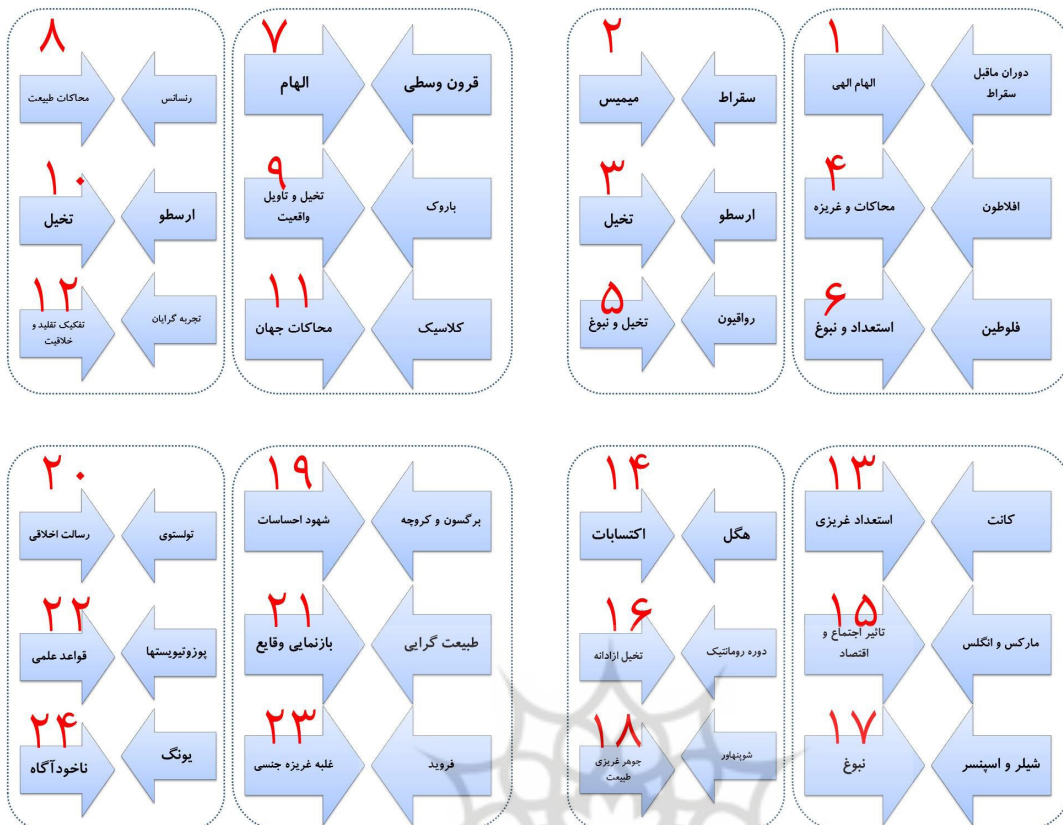 ۱
دوران ماقبل
سقراط
الهام الهی
۲
سقراط
میمیس
۴
افلاطون
محاکات و غریزه
۳
ارسطو
تخیل
۶
فلوطین
استعداد و نبوغ
۵
رواقیون
تخیل و نبوغ
۷
قرون وسطی
الهام
۸
رنسانس
محاکات طبیعت
۹
باروک
تخیل و تاویل
واقعیت
۱۰
ارسطو
تخیل
۱۱
کلاسیک
محاکات جهان
۱۲
تجربه گرایان
تفکیک تقلید و
خلاقیت
۱۳
کانت
استعداد غریزی
۱۴
هگل
اکتسابات
۱۵
مارکس و انگلس
تاثیر اجتماع و
اقتصاد
۱۶
دوره رومانتیک
تخیل ازادانه
۱۷
شیلر و اسپنسر
نبوغ
۱۸
شوپنهاور
جوهر غریزی
طبیعت
۱۹
برگسون و کروچه
شهود احساسات
۲۰
تولستوی
رسالت اخلاقی
۲۱
طبیعت گرایی
بازنمایی وقایع
۲۲
پوزوتیویستها
قواعد علمی
۲۳
فروید
غلبه غریزه جنسی
۲۴
یونگ
ناخودآگاه